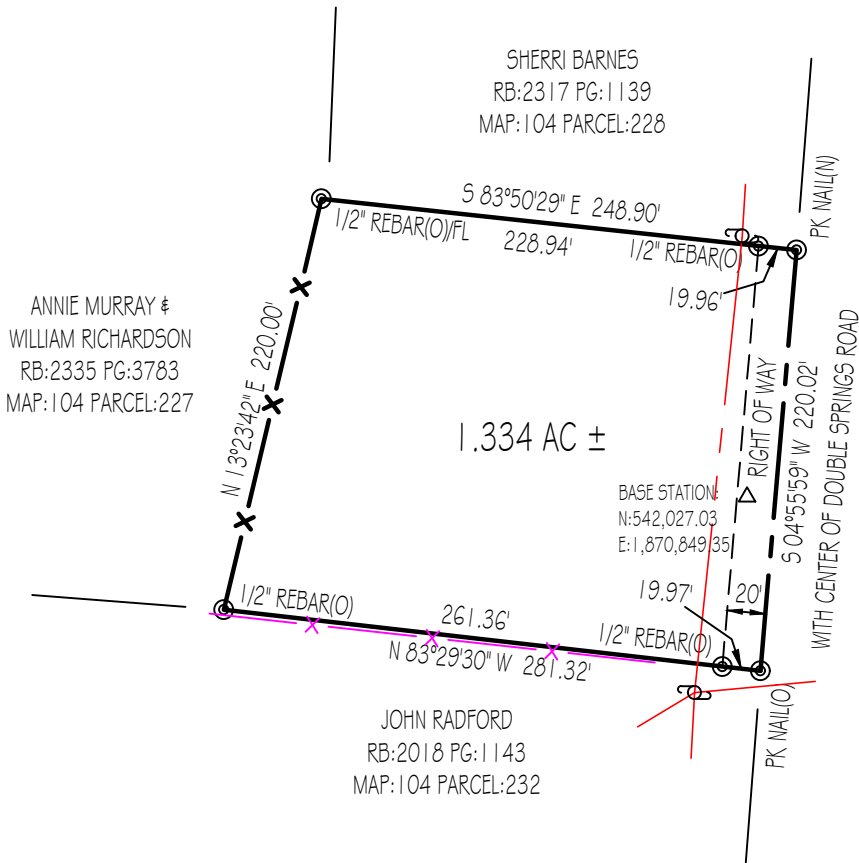 SHERRI BARNES
RB:2317 PG:1139
MAP:104 PARCEL:228
PK NAIL(N)
S 83°50'29" E 248.90'
1/2" REBAR(O)/FL
228.94'
1/2" REBAR(O)
19.96'
ANNIE MURRAY &
WILLIAM RICHARDSON
RB:2335 PG:3783
MAP:104 PARCEL:227
N 13°23'42" E 220.00'
1.334 AC ±
RIGHT OF WAY
S 04°55'59" W 220.02'
WITH CENTER OF DOUBLE SPRINGS ROAD
BASE STATION:
N:542,027.03
E:1,870,849.35
19.97'
20'
1/2" REBAR(O)
261.36'
1/2" REBAR(O)
N 83°29'30" W 281.32'
PK NAIL(O)
JOHN RADFORD
RB:2018 PG:1143
MAP:104 PARCEL:232